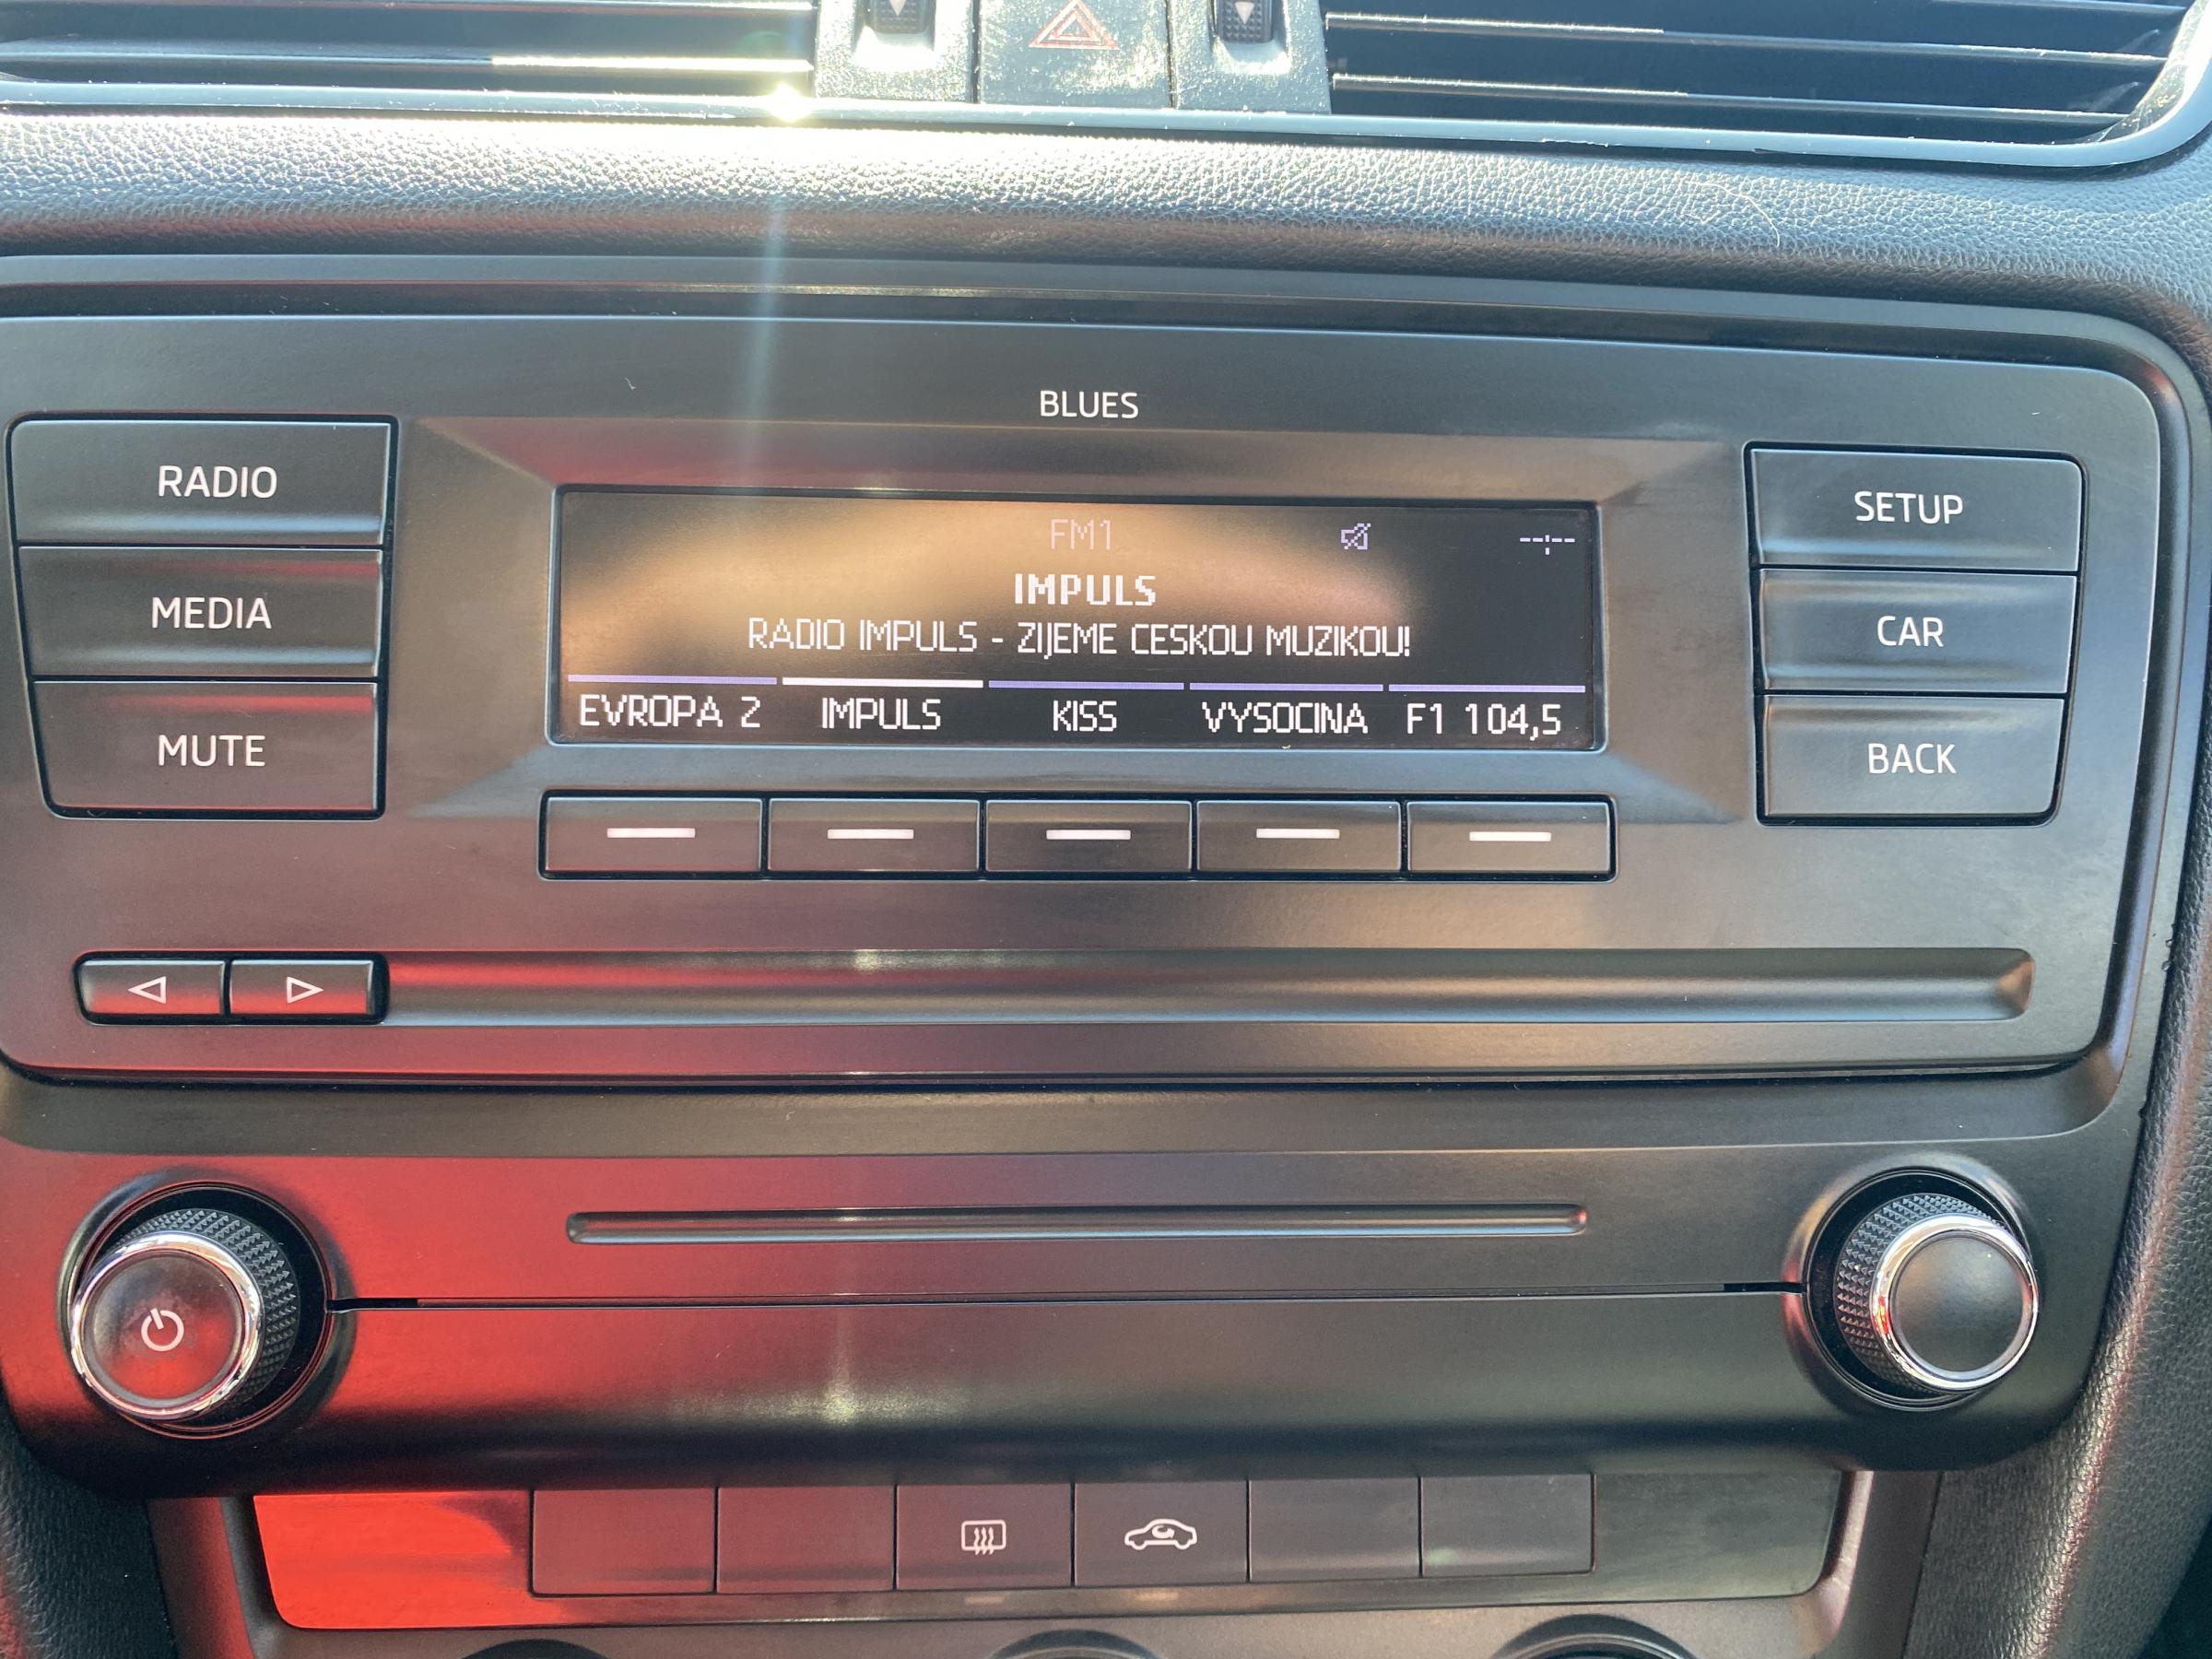 BLUES
RADIO
MEDIA
MUTE
FM1
--:--
IMPULS
RADIO IMPULS - ZIJEME CESKOU MUZIKOU!
EVROPA 2 IMPULS KISS VYSOCINA F1 104,5
SETUP
CAR
BACK